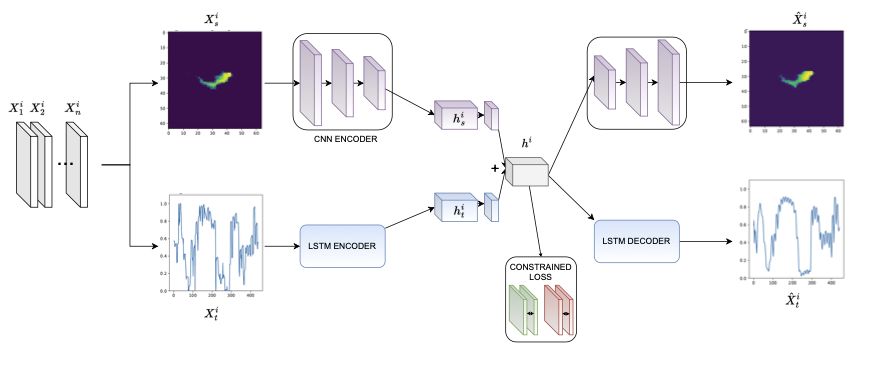 X_s^i
X̂_s^i
0
10
20
30
40
50
60
0 10 20 30 40 50 60
0
10
20
30
40
50
60
0 10 20 30 40 50 60
X_1^i X_2^i X_n^i
...
CNN ENCODER
h_s^i
h^i
+
h_t^i
1.0
0.8
0.6
0.4
0.2
0.0
0 100 200 300 400
X_t^i
LSTM ENCODER
LSTM DECODER
CONSTRAINED
LOSS
1.0
0.8
0.6
0.4
0.2
0.0
0 100 200 300 400
X̂_t^i